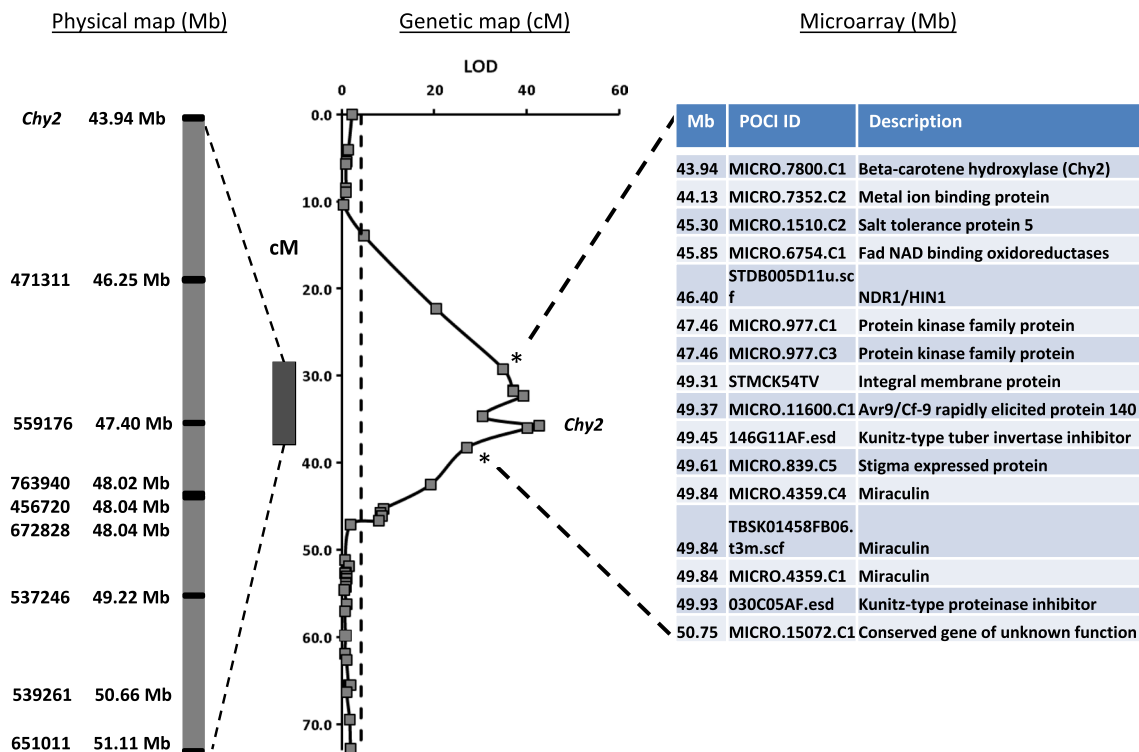 Physical map (Mb)
Genetic map (cM)
Microarray (Mb)
Chy2 43.94 Mb
471311 46.25 Mb
559176 47.40 Mb
763940 48.02 Mb
456720 48.04 Mb
672828 48.04 Mb
537246 49.22 Mb
539261 50.66 Mb
651011 51.11 Mb
LOD
0 20 40 60
cM
0.0
10.0
20.0
30.0
40.0
50.0
60.0
70.0
*
Chy2
*
Mb POCI ID Description
43.94 MICRO.7800.C1 Beta-carotene hydroxylase (Chy2)
44.13 MICRO.7352.C2 Metal ion binding protein
45.30 MICRO.1510.C2 Salt tolerance protein 5
45.85 MICRO.6754.C1 Fad NAD binding oxidoreductases
STDB005D11u.sc
46.40 f NDR1/HIN1
47.46 MICRO.977.C1 Protein kinase family protein
47.46 MICRO.977.C3 Protein kinase family protein
49.31 STMCK54TV Integral membrane protein
49.37 MICRO.11600.C1 Avr9/Cf-9 rapidly elicited protein 140
49.45 146G11AF.esd Kunitz-type tuber invertase inhibitor
49.61 MICRO.839.C5 Stigma expressed protein
49.84 MICRO.4359.C4 Miraculin
TBSK01458FB06.
49.84 t3m.scf Miraculin
49.84 MICRO.4359.C1 Miraculin
49.93 030C05AF.esd Kunitz-type proteinase inhibitor
50.75 MICRO.15072.C1 Conserved gene of unknown function